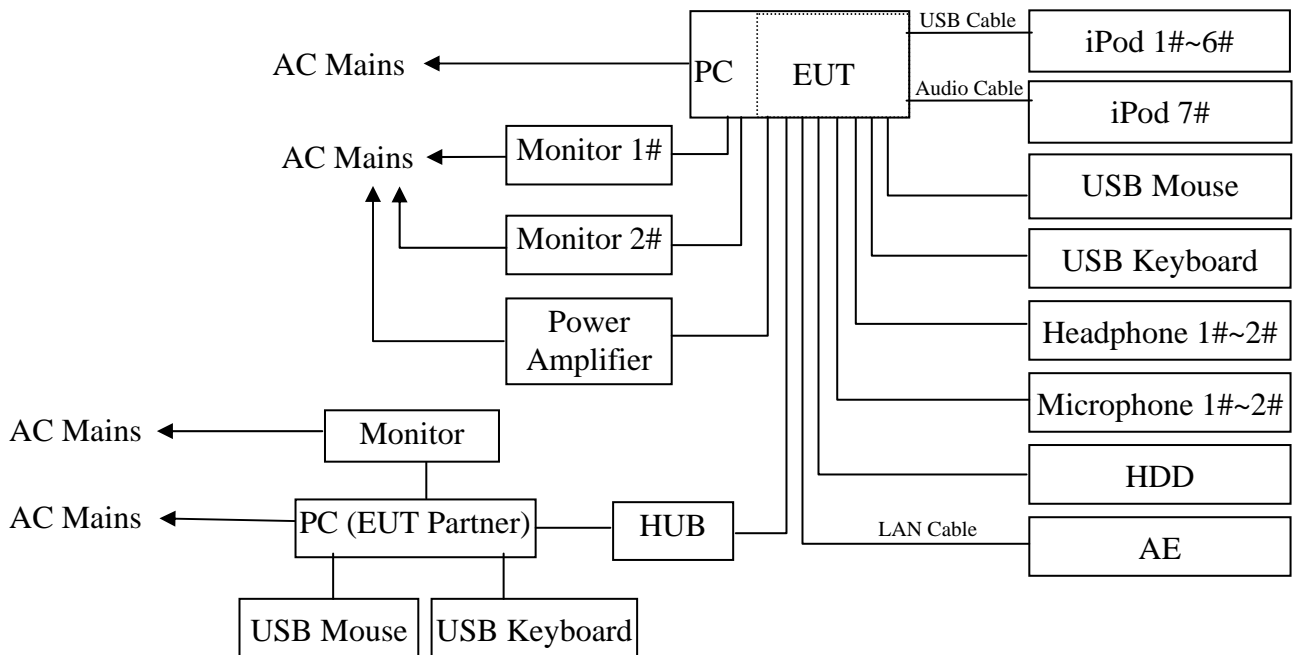 USB Cable
iPod 1#~6#
AC Mains
PC
EUT
Audio Cable
iPod 7#
AC Mains
Monitor 1#
USB Mouse
Monitor 2#
USB Keyboard
Power
Amplifier
Headphone 1#~2#
Microphone 1#~2#
AC Mains
Monitor
HDD
AC Mains
PC (EUT Partner)
HUB
LAN Cable
AE
USB Mouse
USB Keyboard